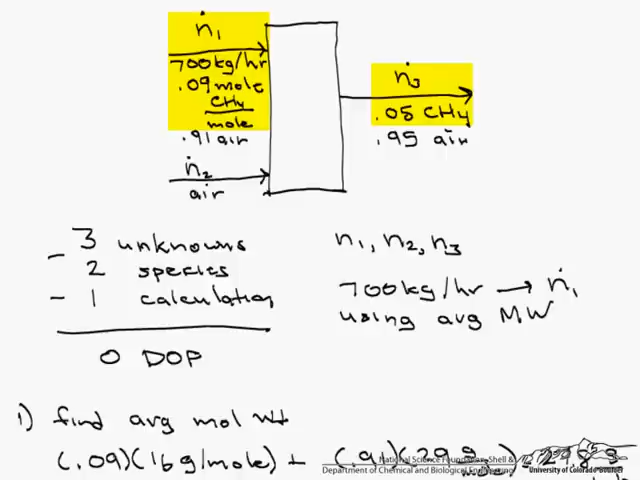 ṅ1
700kg/hr
.09 mole
CH4
mole
.91 air
ṅ2
air
ṅ3
.05 CH4
.95 air
3 unknowns
- 2 species
- 1 calculation
0 DOF
n1, n2, n3
700kg/hr → ṅ1
using avg MW
1) find avg mol wt
(.09)(16 g/mole) + (.91)(29 g
National Science Foundation, Shell &
Department of Chemical and Biological Engineering
University of Colorado